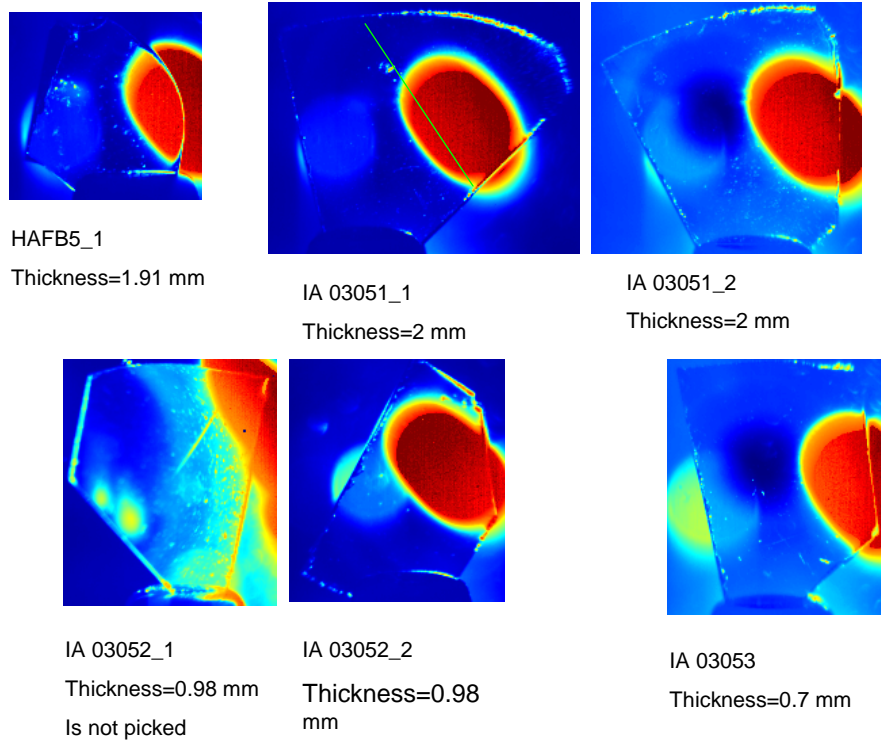 HAFB5_1
Thickness=1.91 mm
IA 03051_1
Thickness=2 mm
IA 03051_2
Thickness=2 mm
IA 03052_1
Thickness=0.98 mm
Is not picked
IA 03052_2
Thickness=0.98
mm
IA 03053
Thickness=0.7 mm